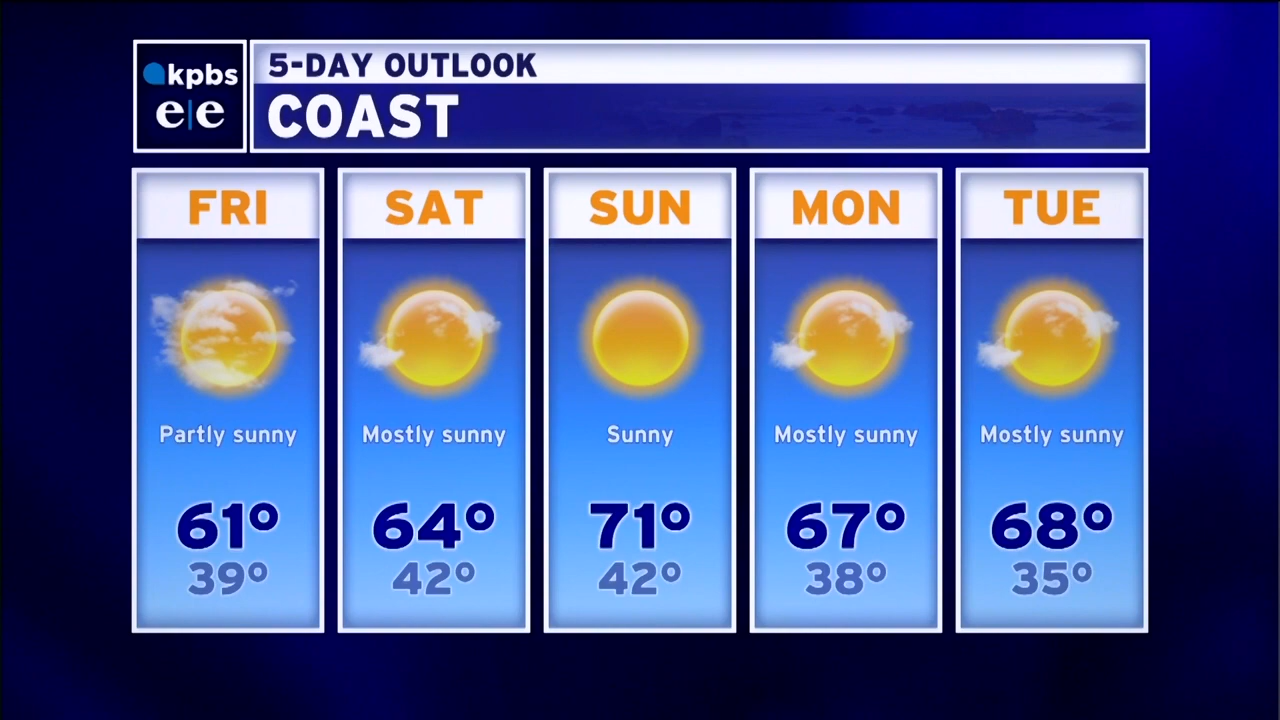 kpbs
e|e
5-DAY OUTLOOK
COAST
FRI
Partly sunny
61°
39°
SAT
Mostly sunny
64°
42°
SUN
Sunny
71°
42°
MON
Mostly sunny
67°
38°
TUE
Mostly sunny
68°
35°